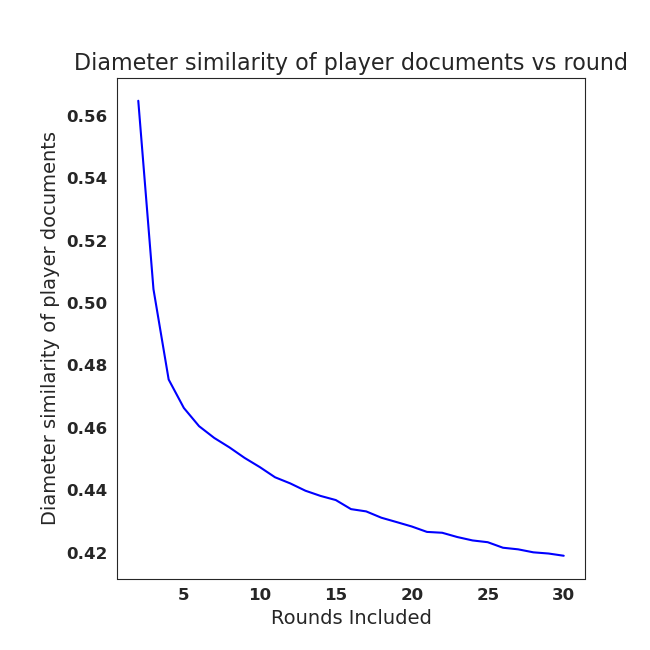 Diameter similarity of player documents vs round
Diameter similarity of player documents
0.56
0.54
0.52
0.50
0.48
0.46
0.44
0.42
5 10 15 20 25 30
Rounds Included